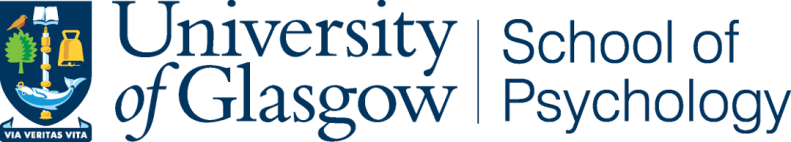 University
of Glasgow
School of
Psychology
VIA VERITAS VITA